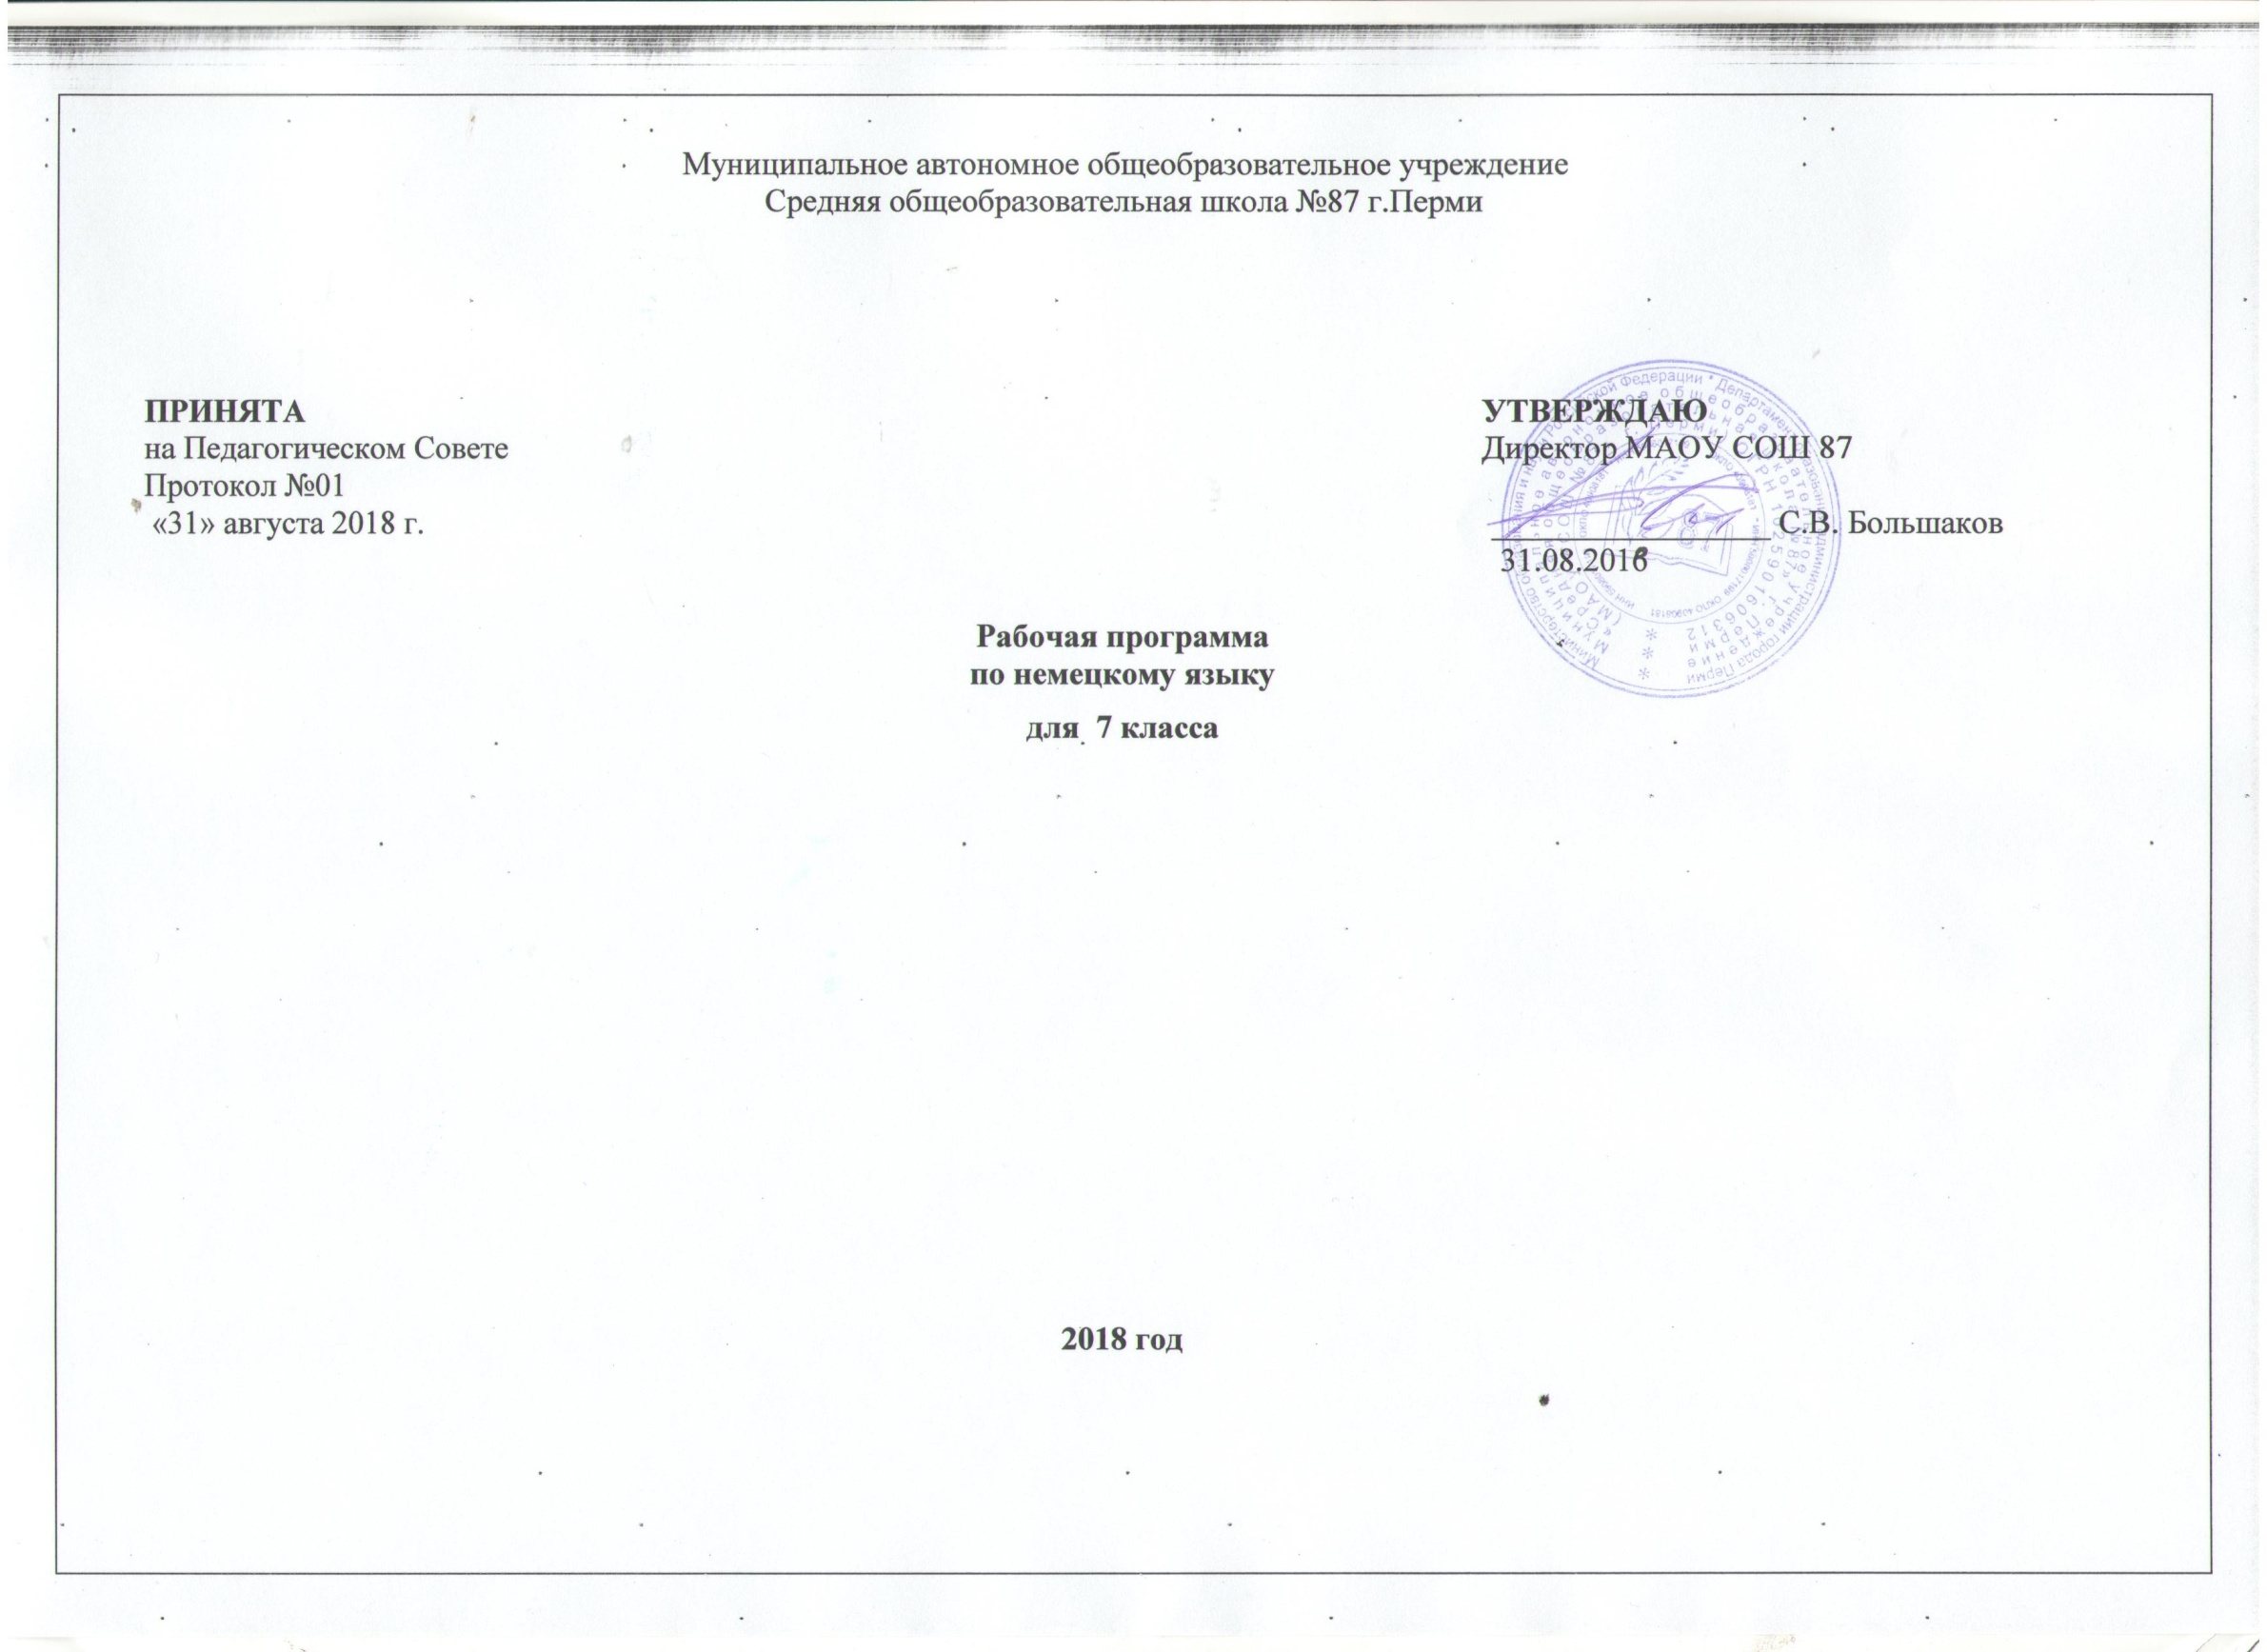 Муниципальное автономное общеобразовательное учреждение
Средняя общеобразовательная школа №87 г.Перми
ПРИНЯТА
на Педагогическом Совете
Протокол №01
«31» августа 2018 г.
УТВЕРЖДАЮ
Директор МАОУ СОШ 87
С.В. Большаков
31.08.2018
Рабочая программа
по немецкому языку
для 7 класса
2018 год